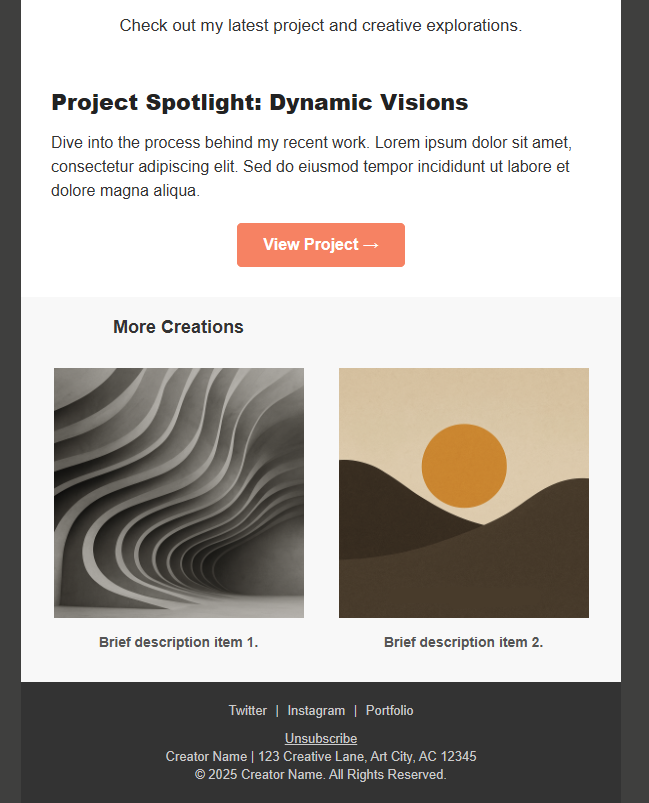 Check out my latest project and creative explorations.
Project Spotlight: Dynamic Visions
Dive into the process behind my recent work. Lorem ipsum dolor sit amet,
consectetur adipiscing elit. Sed do eiusmod tempor incididunt ut labore et
dolore magna aliqua.
View Project →
More Creations
Brief description item 1.
Brief description item 2.
Twitter | Instagram | Portfolio
Unsubscribe
Creator Name | 123 Creative Lane, Art City, AC 12345
© 2025 Creator Name. All Rights Reserved.